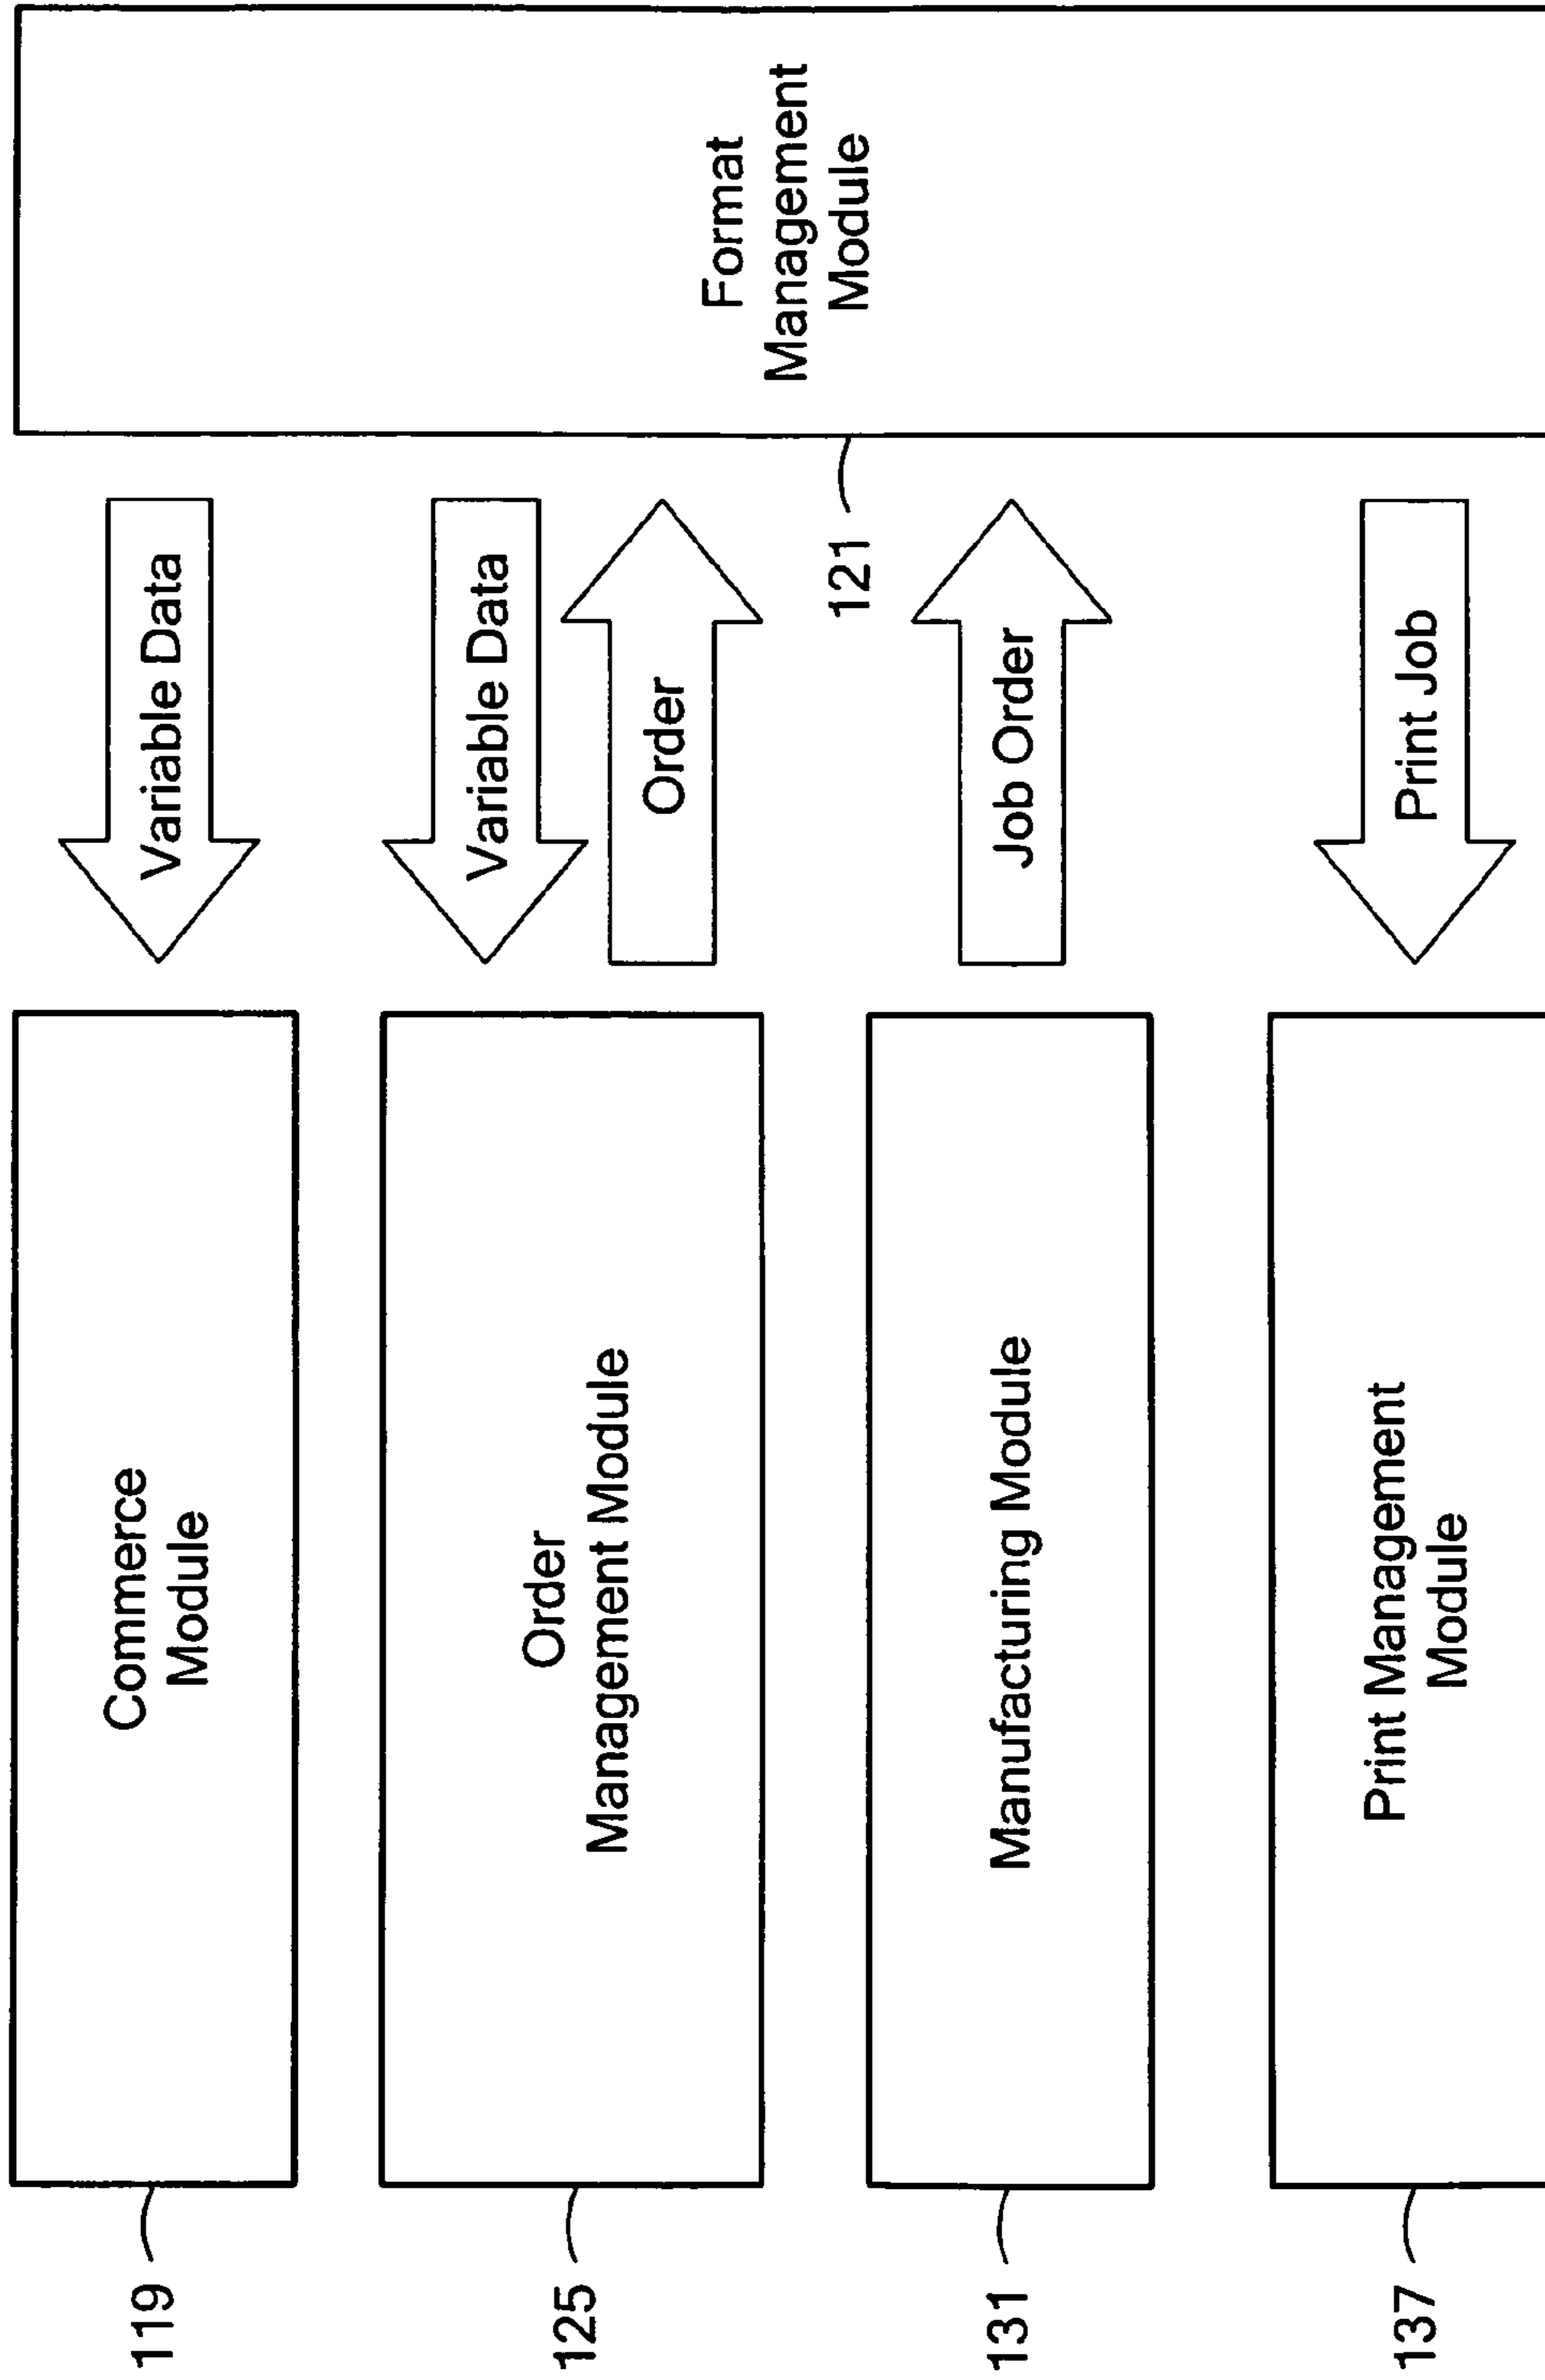 119
Commerce
Module
Variable Data
125
Order
Management Module
Variable Data
Order
Format
Management
Module
121
131
Manufacturing Module
Job Order
137
Print Management
Module
Print Job